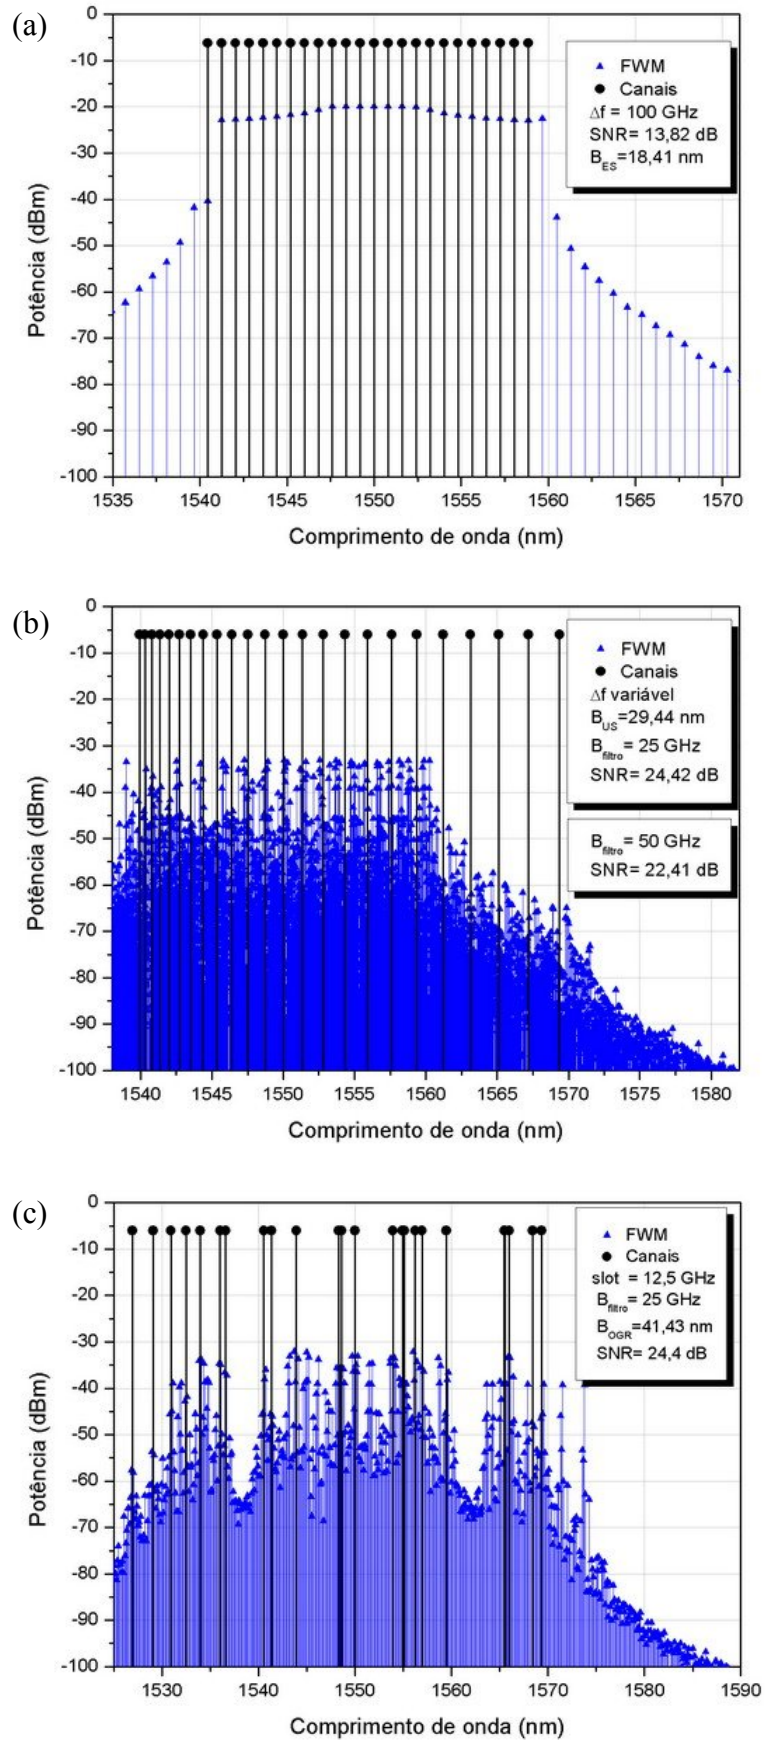 (a)
0
-10
-20
-30
-40
-50
-60
-70
-80
-90
-100
Potência (dBm)
FWM
Canais
Δf = 100 GHz
SNR= 13,82 dB
B_ES=18,41 nm
1535 1540 1545 1550 1555 1560 1565 1570
Comprimento de onda (nm)
(b)
0
-10
-20
-30
-40
-50
-60
-70
-80
-90
-100
Potência (dBm)
FWM
Canais
Δf variável
B_US=29,44 nm
B_filtro= 25 GHz
SNR= 24,42 dB
B_filtro= 50 GHz
SNR= 22,41 dB
1540 1545 1550 1555 1560 1565 1570 1575 1580
Comprimento de onda (nm)
(c)
0
-10
-20
-30
-40
-50
-60
-70
-80
-90
-100
Potência (dBm)
FWM
Canais
slot = 12,5 GHz
B_filtro= 25 GHz
B_OGR=41,43 nm
SNR= 24,4 dB
1530 1540 1550 1560 1570 1580 1590
Comprimento de onda (nm)